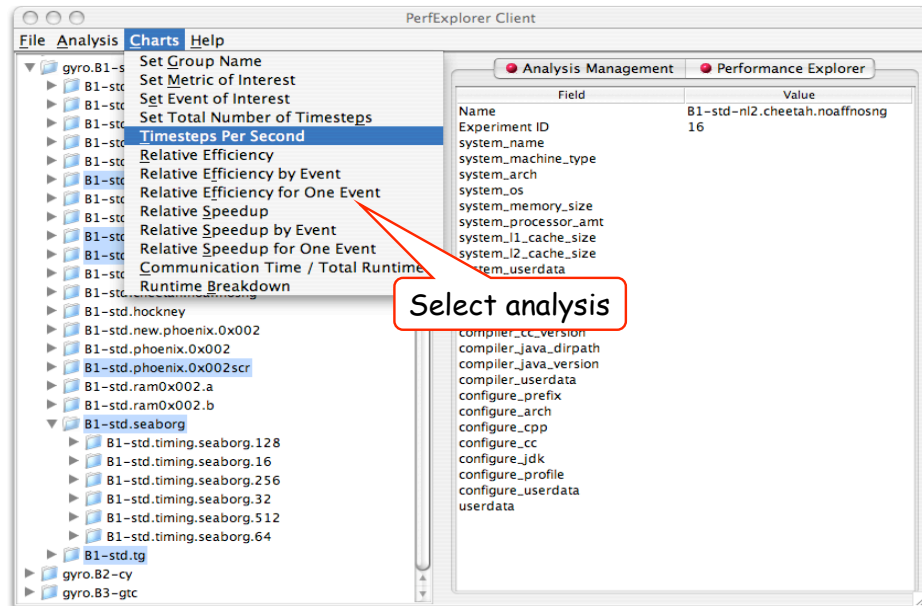 PerfExplorer Client
File Analysis Charts Help
gyro.B1-s
B1-std
B1-std
B1-std
B1-std
B1-std
B1-std
B1-std
B1-std
B1-std
B1-std
B1-std
B1-std.cheetah.noaffnosng
B1-std.hockney
B1-std.new.phoenix.0x002
B1-std.phoenix.0x002
B1-std.phoenix.0x002scr
B1-std.ram0x002.a
B1-std.ram0x002.b
B1-std.seaborg
B1-std.timing.seaborg.128
B1-std.timing.seaborg.16
B1-std.timing.seaborg.256
B1-std.timing.seaborg.32
B1-std.timing.seaborg.512
B1-std.timing.seaborg.64
B1-std.tg
gyro.B2-cy
gyro.B3-gtc
Set Group Name
Set Metric of Interest
Set Event of Interest
Set Total Number of Timesteps
Timesteps Per Second
Relative Efficiency
Relative Efficiency by Event
Relative Efficiency for One Event
Relative Speedup
Relative Speedup by Event
Relative Speedup for One Event
Communication Time / Total Runtime
Runtime Breakdown
Select analysis
Analysis Management Performance Explorer
Field Value
Name B1-std-nl2.cheetah.noaffnosng
Experiment ID 16
system_name
system_machine_type
system_arch
system_os
system_memory_size
system_processor_amt
system_l1_cache_size
system_l2_cache_size
system_userdata
compiler_cc_version
compiler_java_dirpath
compiler_java_version
compiler_userdata
configure_prefix
configure_arch
configure_cpp
configure_cc
configure_jdk
configure_profile
configure_userdata
userdata